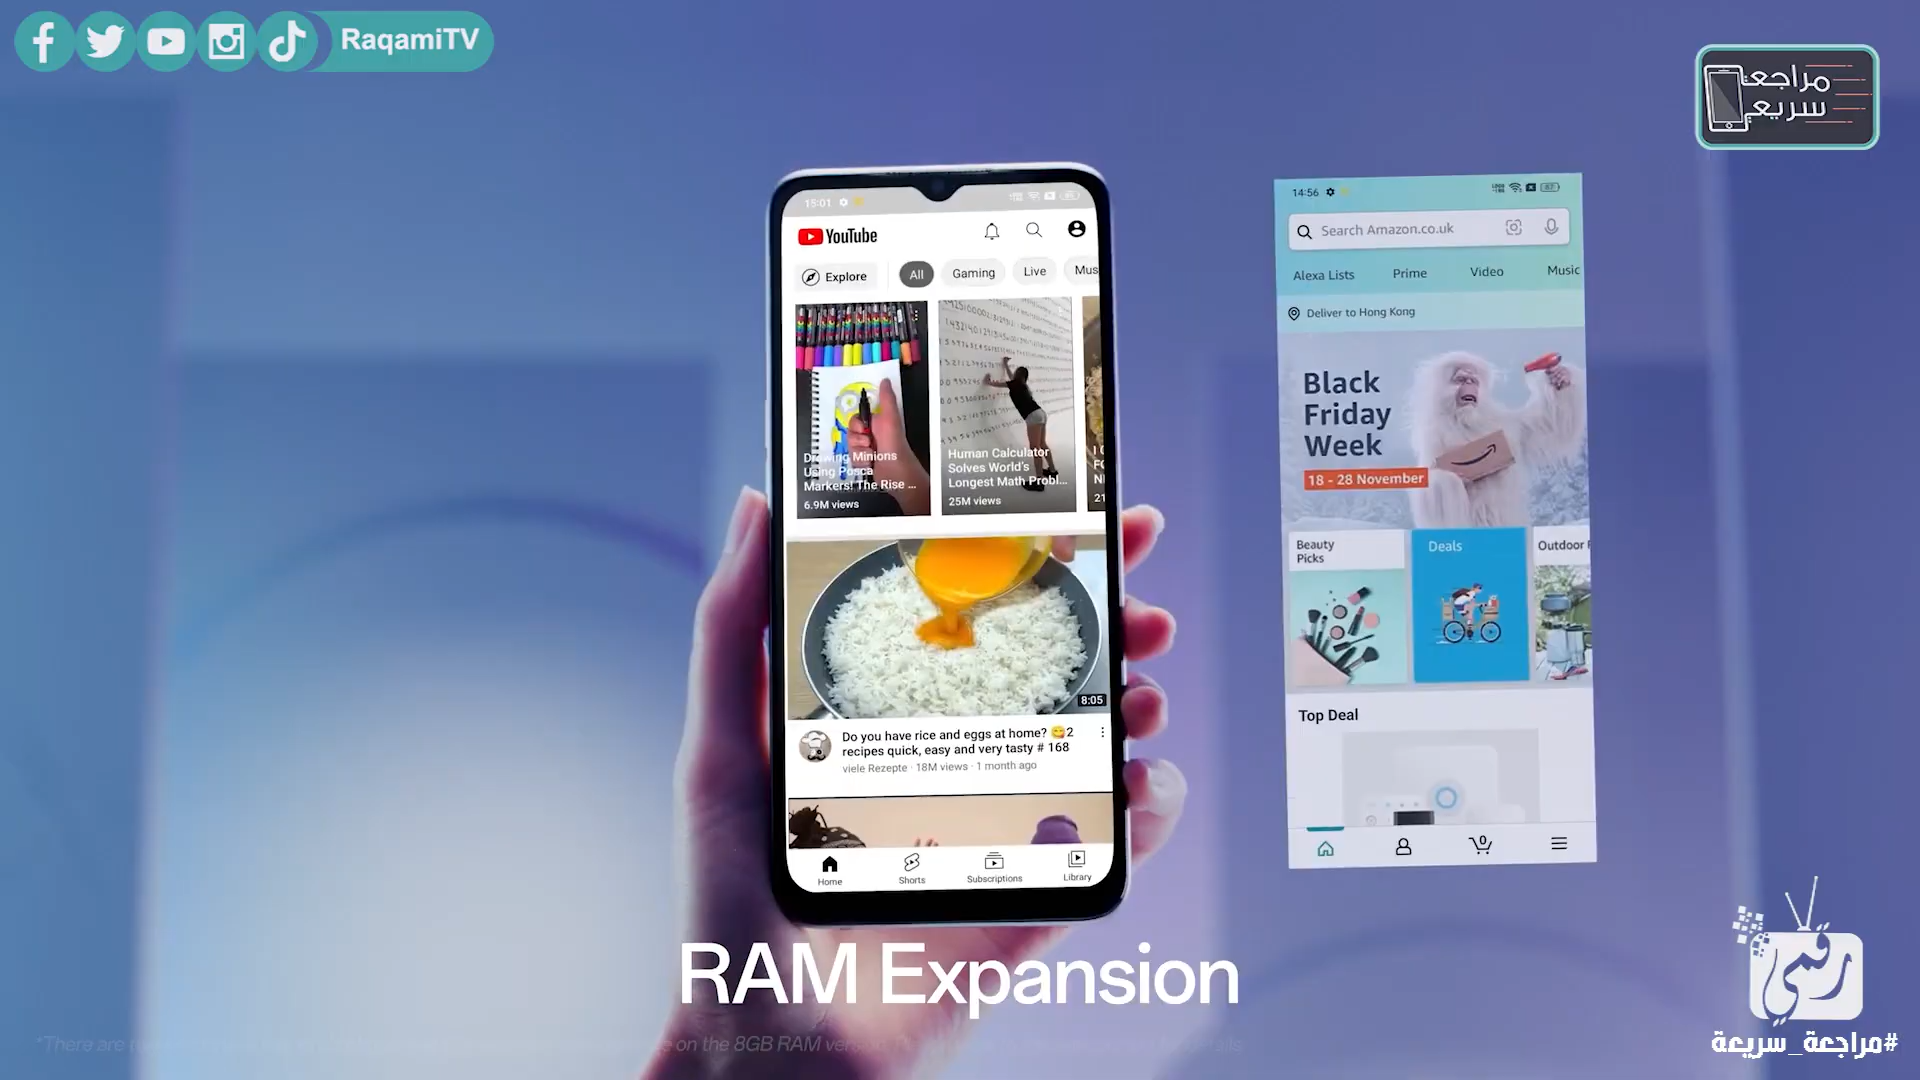 RaqamiTV
مراجعة
سريعة
15:01
YouTube
Explore
All
Gaming
Live
Mus
Drawing Minions
Using Posca
Markers! The Rise ...
6.9M views
Human Calculator
Solves World's
Longest Math Probl...
25M views
8:05
Do you have rice and eggs at home? 😋2
recipes quick, easy and very tasty # 168
viele Rezepte · 18M views · 1 month ago
Home
Shorts
Subscriptions
Library
14:56
Search Amazon.co.uk
Alexa Lists
Prime
Video
Music
Deliver to Hong Kong
Black
Friday
Week
18 - 28 November
Beauty
Picks
Deals
Outdoor
Top Deal
0
RAM Expansion
*There are
on the 8GB RAM
رقمي
#مراجعة_سريعة